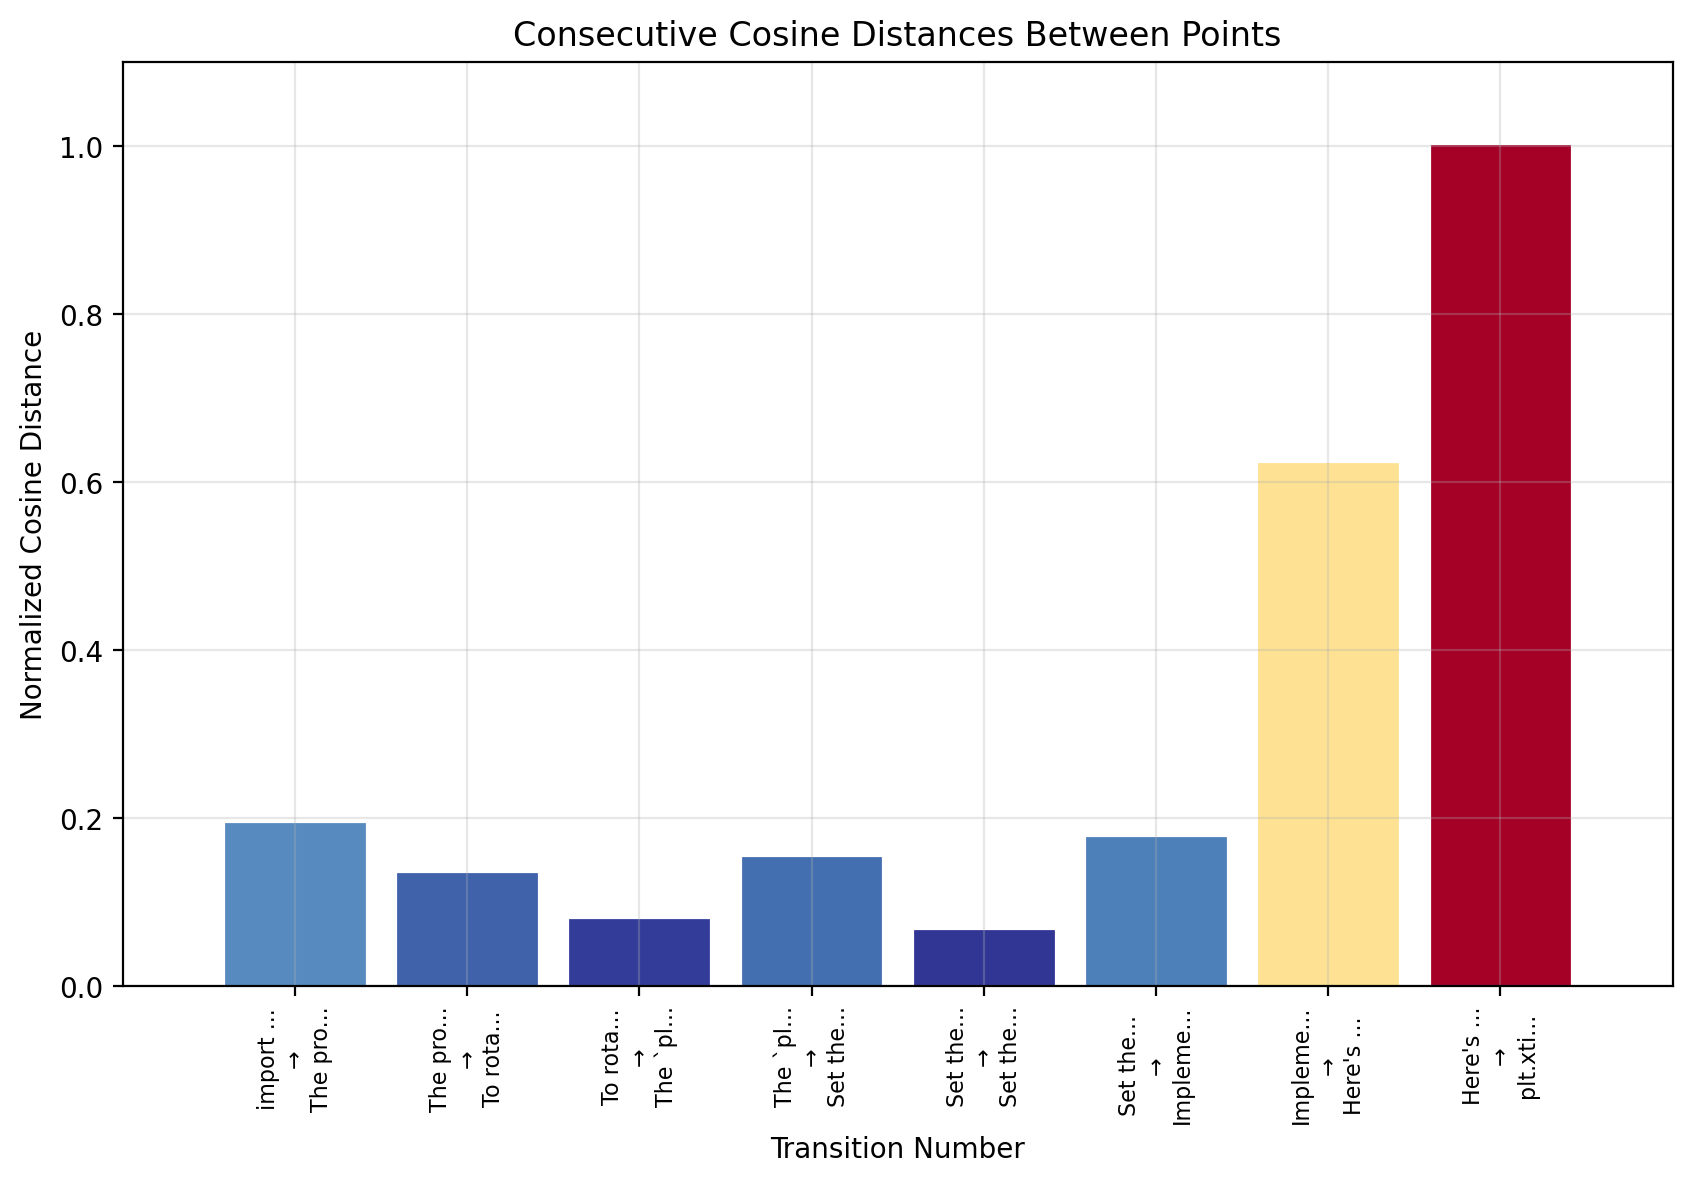 Consecutive Cosine Distances Between Points
Normalized Cosine Distance
1.0
0.8
0.6
0.4
0.2
0.0
import ...
→
The pro...
The pro...
→
To rota...
To rota...
→
The `pl...
The `pl...
→
Set the...
Set the...
→
Set the...
Set the...
→
Impleme...
Impleme...
→
Here's ...
Here's ...
→
plt.xti...
Transition Number